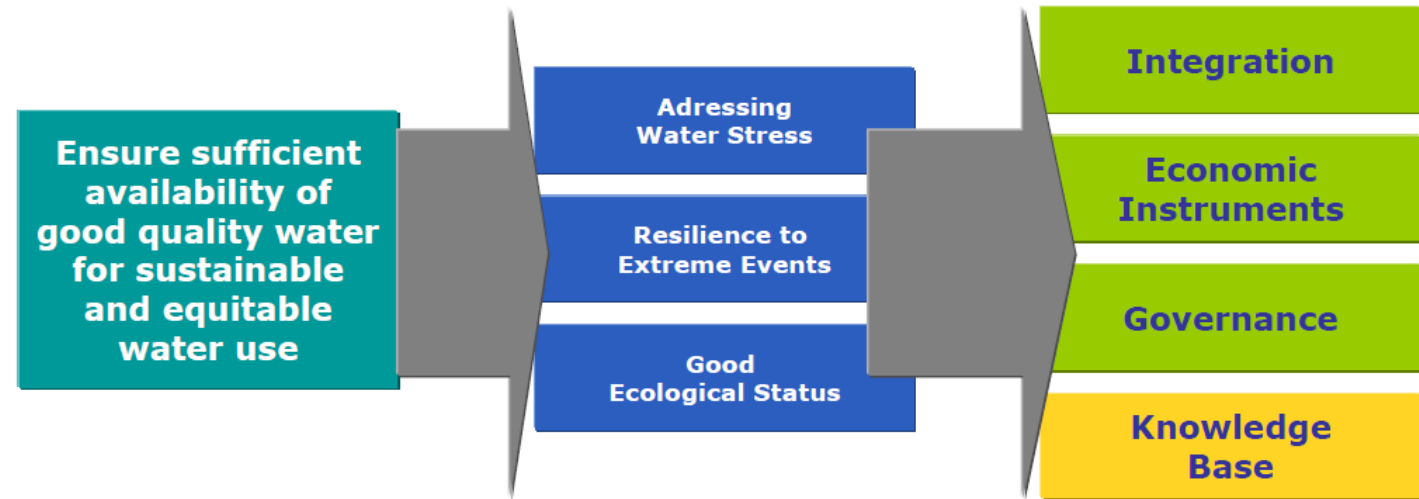 Ensure sufficient
availability of
good quality water
for sustainable
and equitable
water use
Adressing
Water Stress
Resilience to
Extreme Events
Good
Ecological Status
Integration
Economic
Instruments
Governance
Knowledge
Base